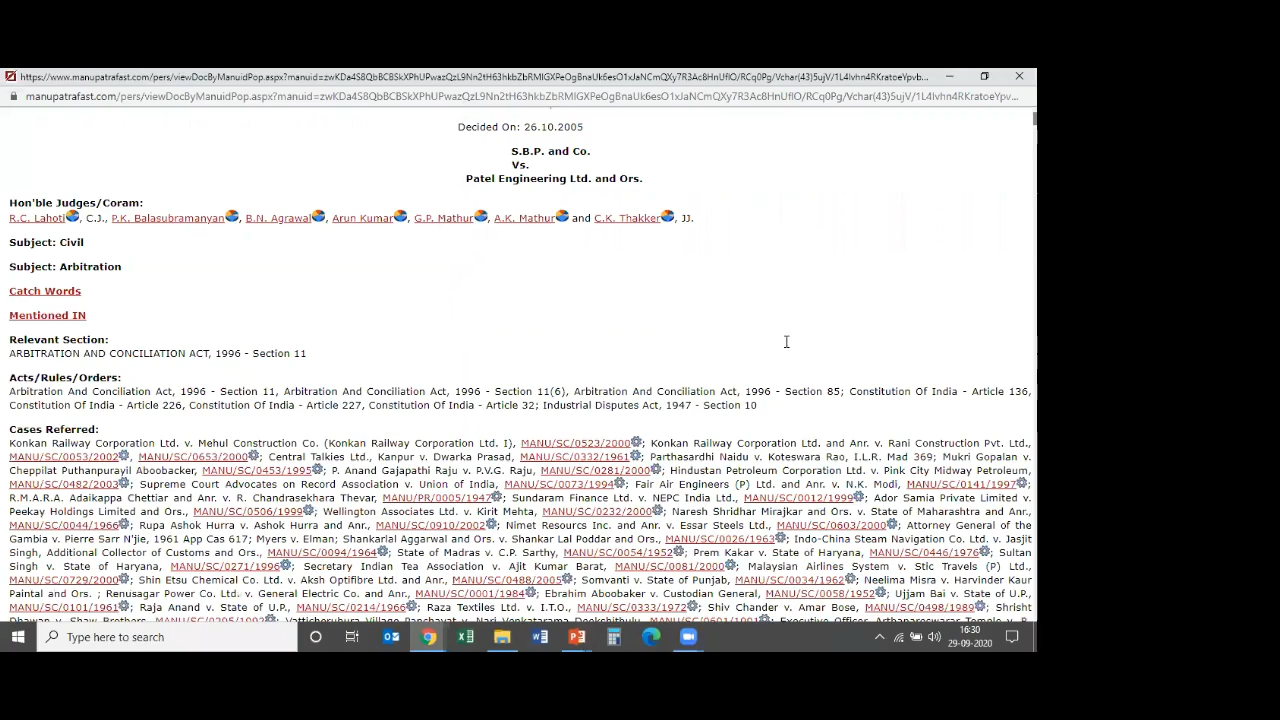 https://www.manupatrafast.com/pers/viewDocByManuidPop.aspx?manuid=zwKDa4S8QbBCBSkXPhUPwazQzL9Nn2tH63hkbZbRMIGXPeOgBnaUk6esO1xJaNCmQXy7R3Ac8HnUflO/RCq0Pg/Vchar(43)5ujV/1L4lvhn4RKratoeYpvb...
manupatrafast.com/pers/viewDocByManuidPop.aspx?manuid=zwKDa4S8QbBCBSkXPhUPwazQzL9Nn2tH63hkbZbRMIGXPeOgBnaUk6esO1xJaNCmQXy7R3Ac8HnUflO/RCq0Pg/Vchar(43)5ujV/1L4lvhn4RKratoeYpv...
Decided On: 26.10.2005
S.B.P. and Co.
Vs.
Patel Engineering Ltd. and Ors.
Hon'ble Judges/Coram:
R.C. Lahoti, C.J., P.K. Balasubramanyan, B.N. Agrawal, Arun Kumar, G.P. Mathur, A.K. Mathur and C.K. Thakker, JJ.
Subject: Civil
Subject: Arbitration
Catch Words
Mentioned IN
Relevant Section:
ARBITRATION AND CONCILIATION ACT, 1996 - Section 11
Acts/Rules/Orders:
Arbitration And Conciliation Act, 1996 - Section 11, Arbitration And Conciliation Act, 1996 - Section 11(6), Arbitration And Conciliation Act, 1996 - Section 85; Constitution Of India - Article 136,
Constitution Of India - Article 226, Constitution Of India - Article 227, Constitution Of India - Article 32; Industrial Disputes Act, 1947 - Section 10
Cases Referred:
Konkan Railway Corporation Ltd. v. Mehul Construction Co. (Konkan Railway Corporation Ltd. I), MANU/SC/0523/2000; Konkan Railway Corporation Ltd. and Anr. v. Rani Construction Pvt. Ltd.,
MANU/SC/0053/2002, MANU/SC/0653/2000; Central Talkies Ltd., Kanpur v. Dwarka Prasad, MANU/SC/0332/1961; Parthasardhi Naidu v. Koteswara Rao, I.L.R. Mad 369; Mukri Gopalan v.
Cheppilat Puthanpurayil Aboobacker, MANU/SC/0453/1995; P. Anand Gajapathi Raju v. P.V.G. Raju, MANU/SC/0281/2000; Hindustan Petroleum Corporation Ltd. v. Pink City Midway Petroleum,
MANU/SC/0482/2003; Supreme Court Advocates on Record Association v. Union of India, MANU/SC/0073/1994; Fair Air Engineers (P) Ltd. and Anr. v. N.K. Modi, MANU/SC/0141/1997;
R.M.A.R.A. Adaikappa Chettiar and Anr. v. R. Chandrasekhara Thevar, MANU/PR/0005/1947; Sundaram Finance Ltd. v. NEPC India Ltd., MANU/SC/0012/1999; Ador Samia Private Limited v.
Peekay Holdings Limited and Ors., MANU/SC/0506/1999; Wellington Associates Ltd. v. Kirit Mehta, MANU/SC/0232/2000; Naresh Shridhar Mirajkar and Ors. v. State of Maharashtra and Anr.,
MANU/SC/0044/1966; Rupa Ashok Hurra v. Ashok Hurra and Anr., MANU/SC/0910/2002; Nimet Resourcs Inc. and Anr. v. Essar Steels Ltd., MANU/SC/0603/2000; Attorney General of the
Gambia v. Pierre Sarr N'jie, 1961 App Cas 617; Myers v. Elman; Shankarlal Aggarwal and Ors. v. Shankar Lal Poddar and Ors., MANU/SC/0026/1963; Indo-China Steam Navigation Co. Ltd. v. Jasjit
Singh, Additional Collector of Customs and Ors., MANU/SC/0094/1964; State of Madras v. C.P. Sarthy, MANU/SC/0054/1952; Prem Kakar v. State of Haryana, MANU/SC/0446/1976; Sultan
Singh v. State of Haryana, MANU/SC/0271/1996; Secretary Indian Tea Association v. Ajit Kumar Barat, MANU/SC/0081/2000; Malaysian Airlines System v. Stic Travels (P) Ltd.,
MANU/SC/0729/2000; Shin Etsu Chemical Co. Ltd. v. Aksh Optifibre Ltd. and Anr., MANU/SC/0488/2005; Somvanti v. State of Punjab, MANU/SC/0034/1962; Neelima Misra v. Harvinder Kaur
Paintal and Ors. ; Renusagar Power Co. Ltd. v. General Electric Co. and Anr., MANU/SC/0001/1984; Ebrahim Aboobaker v. Custodian General, MANU/SC/0058/1952; Ujjam Bai v. State of U.P.,
MANU/SC/0101/1961; Raja Anand v. State of U.P., MANU/SC/0214/1966; Raza Textiles Ltd. v. I.T.O., MANU/SC/0333/1972; Shiv Chander v. Amar Bose, MANU/SC/0498/1989; Shrisht
Dhawan v. Shaw Brothers, MANU/SC/0205/1992; Vatticherukuru Village Panchayat v. Nori Venkatarama Deekshithulu, MANU/SC/0601/1991; Executive Officer, Arthanareswarar Temple v. R.
Type here to search
16:30
29-09-2020